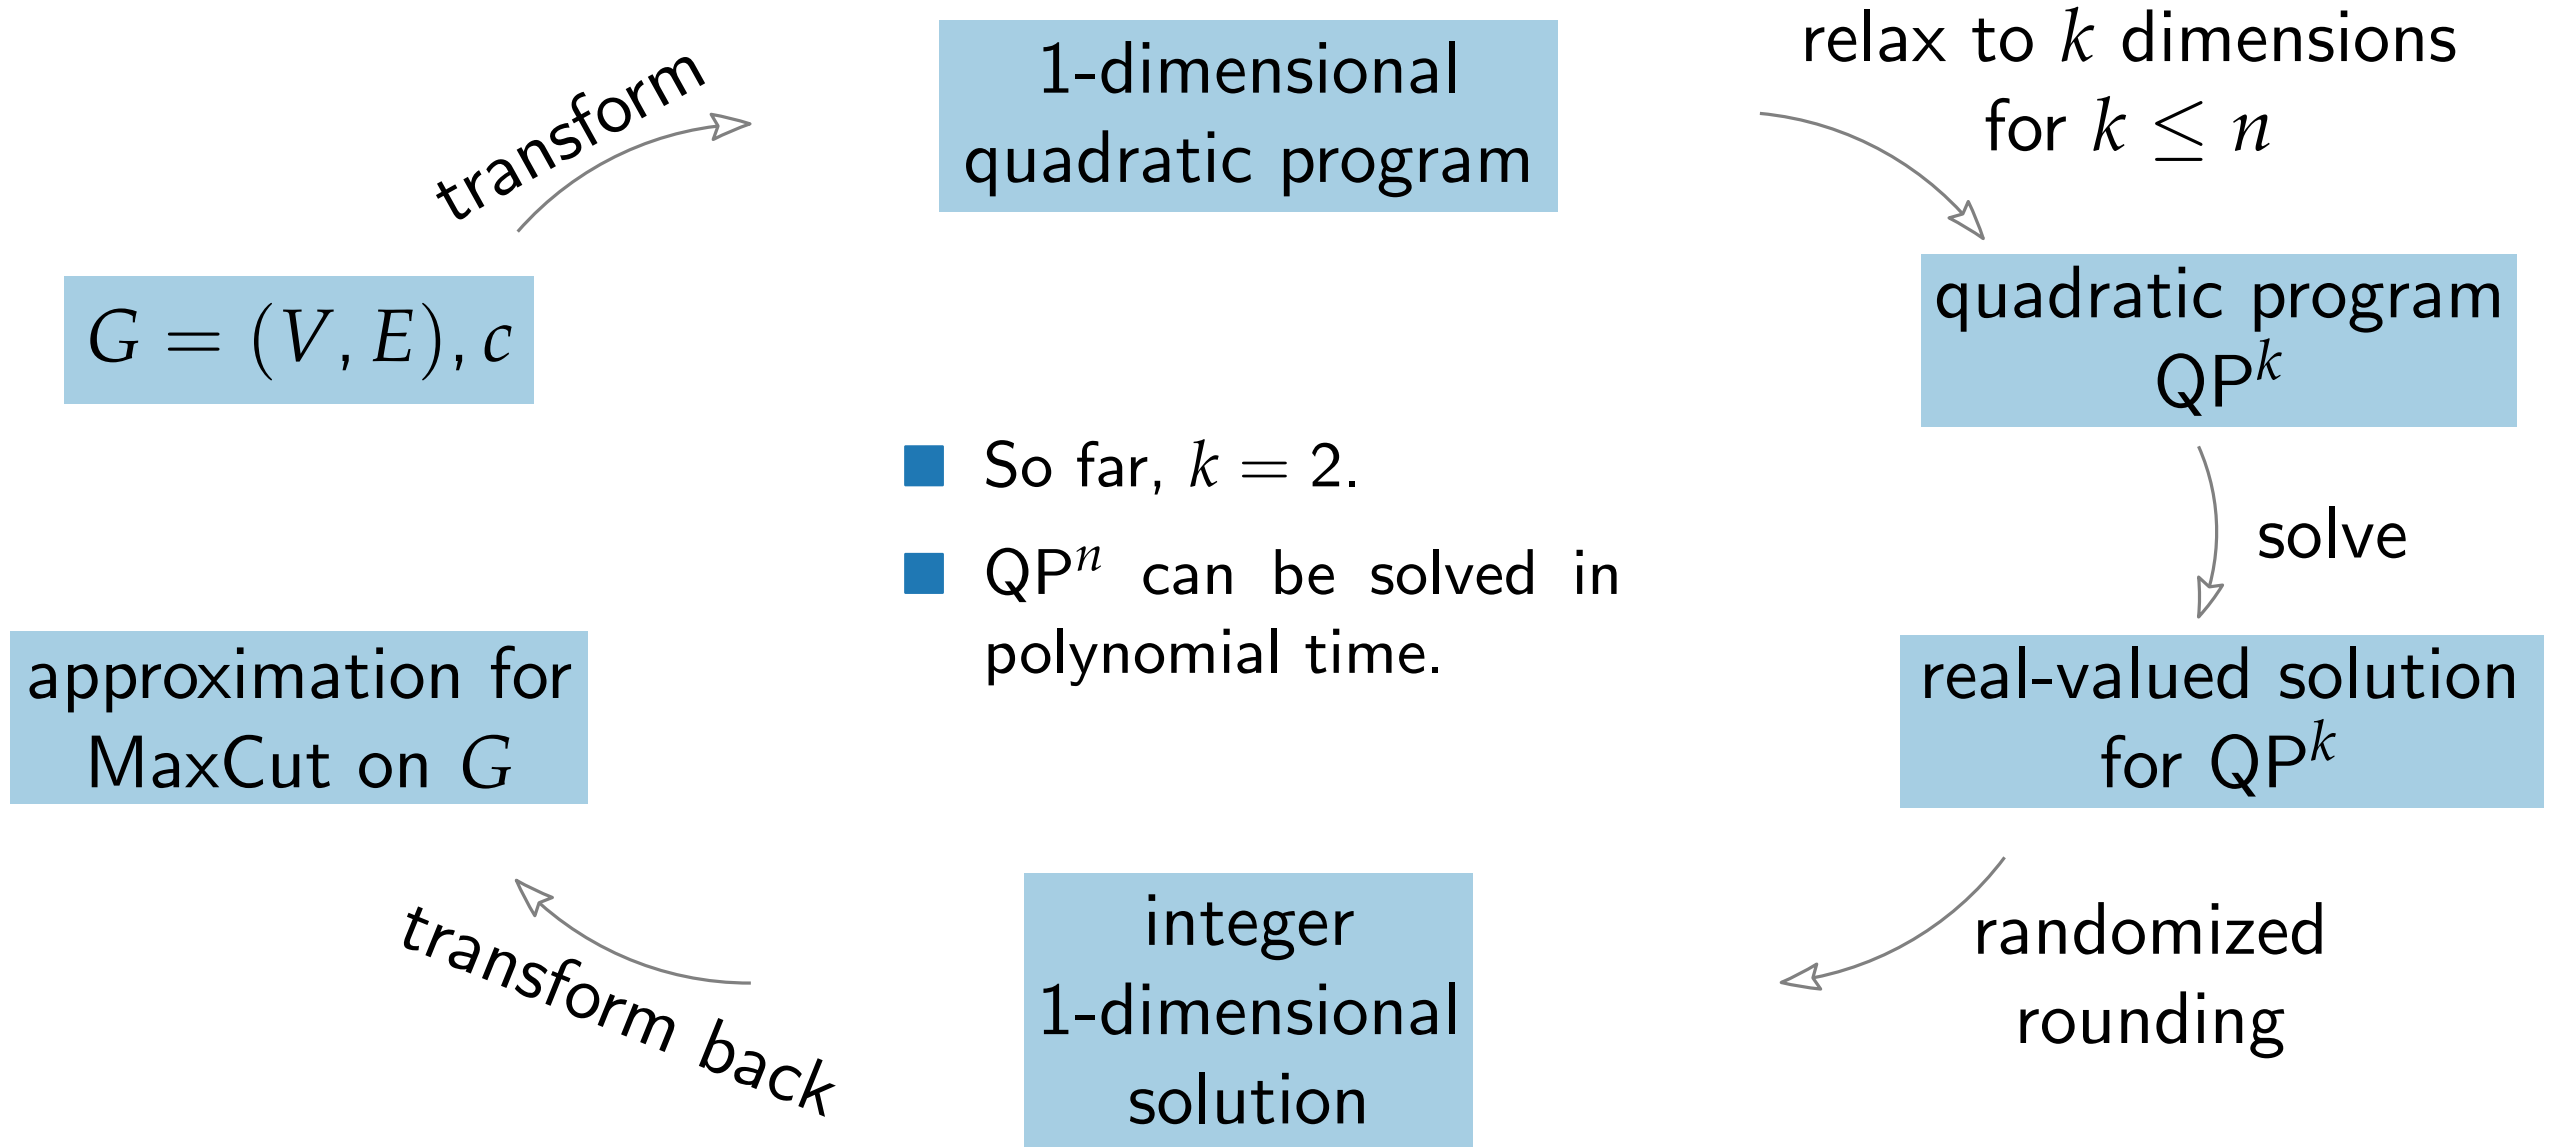 transform
1-dimensional
quadratic program
relax to k dimensions
for k ≤ n
G = (V, E), c
quadratic program
QP^k
■ So far, k = 2.
■ QP^n can be solved in
polynomial time.
solve
approximation for
MaxCut on G
real-valued solution
for QP^k
transform back
integer
1-dimensional
solution
randomized
rounding